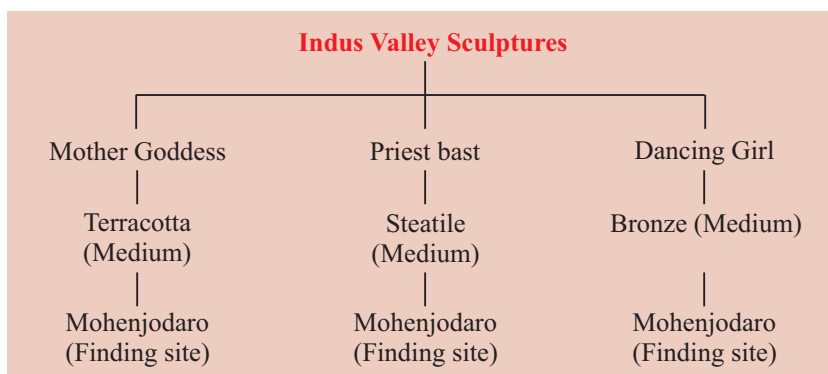 Indus Valley Sculptures
Mother Goddess
Priest bast
Dancing Girl
Terracotta
(Medium)
Steatile
(Medium)
Bronze (Medium)
Mohenjodaro
(Finding site)
Mohenjodaro
(Finding site)
Mohenjodaro
(Finding site)